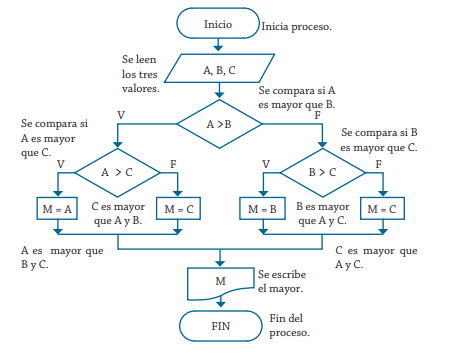 Inicio
Inicia proceso.
Se leen
los tres
valores.
A, B, C
Se compara si A
es mayor que B.
V
A >B
F
Se compara si
A es mayor
que C.
Se compara si B
es mayor que C.
V
A > C
F
V
B > C
F
M = A
C es mayor
que A y B.
M = C
M = B
B es mayor
que A y C.
M = C
A es mayor que
B y C.
C es mayor que
A y C.
M
Se escribe
el mayor.
FIN
Fin del
proceso.